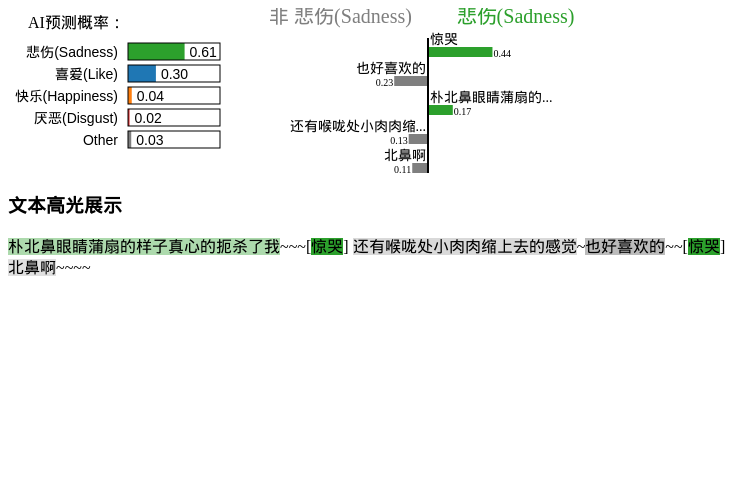 AI预测概率：
悲伤(Sadness) 0.61
喜爱(Like) 0.30
快乐(Happiness) 0.04
厌恶(Disgust) 0.02
Other 0.03
非 悲伤(Sadness) 悲伤(Sadness)
惊哭
0.44
也好喜欢的
0.23
朴北鼻眼睛蒲扇的...
0.17
还有喉咙处小肉肉缩...
0.13
北鼻啊
0.11
文本高光展示
朴北鼻眼睛蒲扇的样子真心的扼杀了我~~~[惊哭] 还有喉咙处小肉肉缩上去的感觉~也好喜欢的~~[惊哭]
北鼻啊~~~~